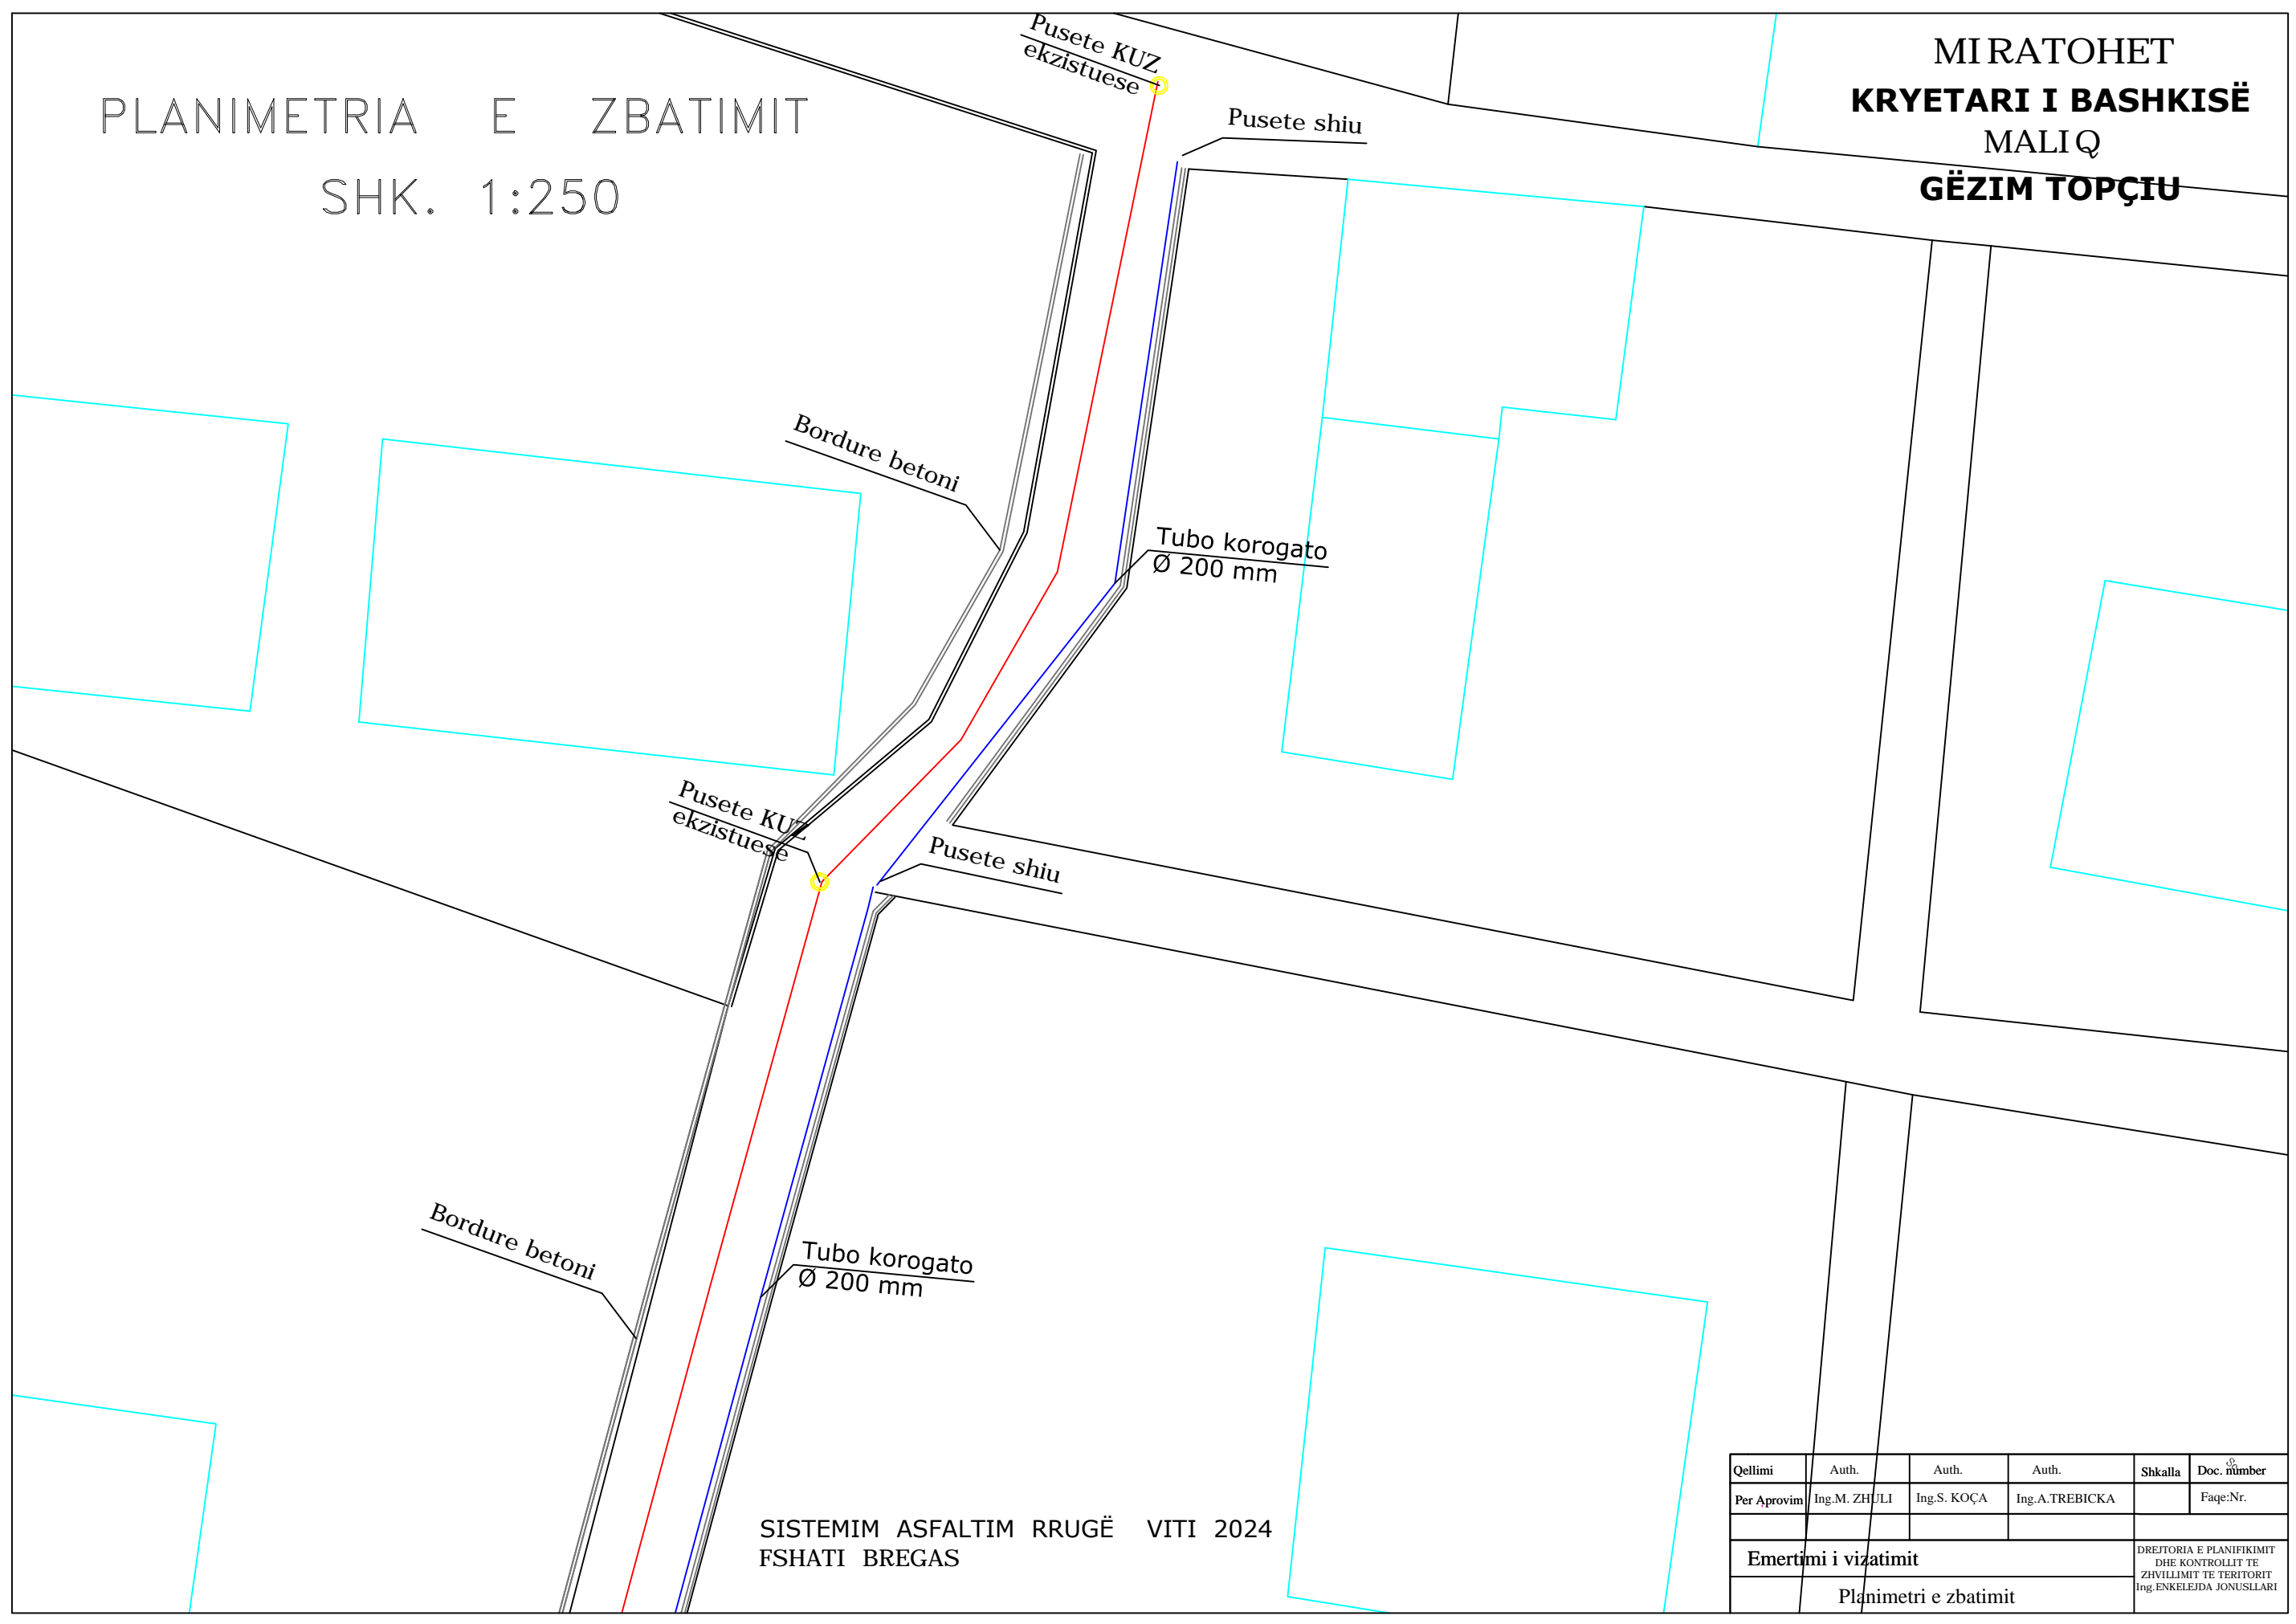 PLANIMETRIA E ZBATIMIT
SHK. 1:250
MIRATOHET
KRYETARI I BASHKISË
MALIQ
GËZIM TOPÇIU
Pusete KUZ
ekzistuese
Pusete shiu
Bordure betoni
Tubo korogato
Ø 200 mm
Pusete KUZ
ekzistuese
Pusete shiu
Bordure betoni
Tubo korogato
Ø 200 mm
SISTEMIM ASFALTIM RRUGË VITI 2024
FSHATI BREGAS
Qellimi Auth. Auth. Auth. Shkalla Doc. number
Per Aprovim Ing.M. ZHULI Ing.S. KOÇA Ing.A.TREBICKA Faqe:Nr.
Emertimi i vizatimit
Planimetri e zbatimit
DREJTORIA E PLANIFIKIMIT
DHE KONTROLLIT TE
ZHVILLIMIT TE TERITORIT
Ing.ENKELEJDA JONUSLLARI